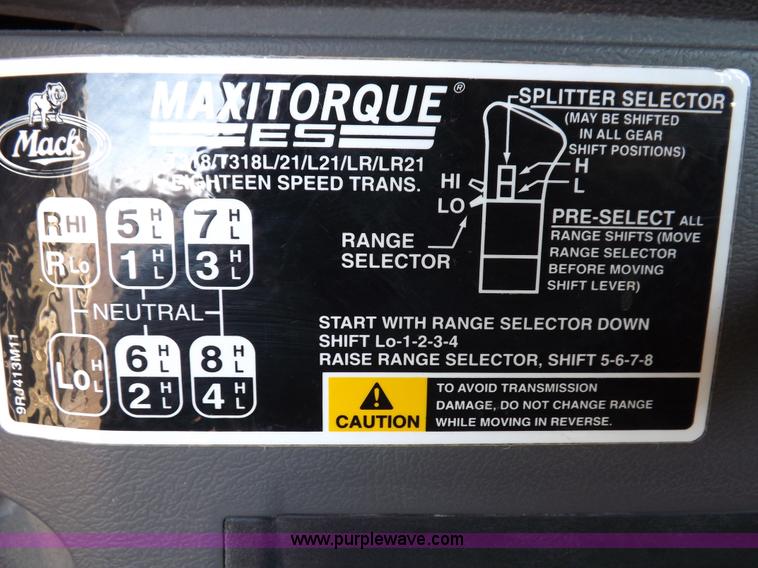 Mack
MAXITORQUE ®
ES
T318/T318L/21/L21/LR/LR21
EIGHTEEN SPEED TRANS.
R HI 5 H L 7 H L
R LO 1 H L 3 H L
NEUTRAL
LO H L 6 H L 8 H L
2 H L 4 H L
9RJ413M11
SPLITTER SELECTOR
(MAY BE SHIFTED
IN ALL GEAR
SHIFT POSITIONS)
H
L
HI
LO
RANGE
SELECTOR
PRE-SELECT ALL
RANGE SHIFTS (MOVE
RANGE SELECTOR
BEFORE MOVING
SHIFT LEVER)
START WITH RANGE SELECTOR DOWN
SHIFT Lo-1-2-3-4
RAISE RANGE SELECTOR, SHIFT 5-6-7-8
CAUTION
TO AVOID TRANSMISSION
DAMAGE, DO NOT CHANGE RANGE
WHILE MOVING IN REVERSE.
www.purplewave.com